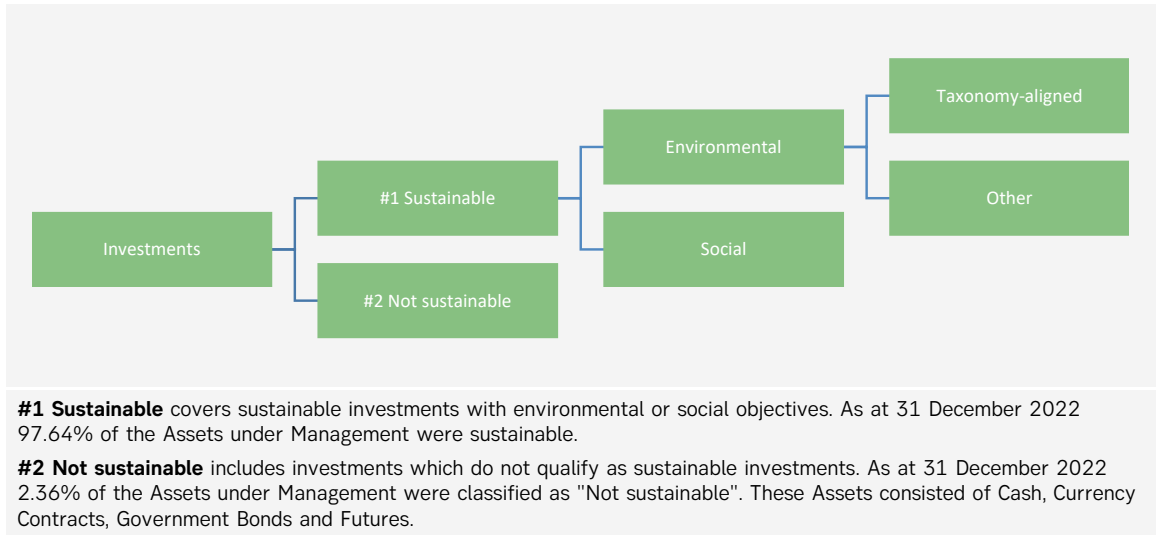 Taxonomy-aligned
Environmental
#1 Sustainable
Other
Investments
Social
#2 Not sustainable
#1 Sustainable covers sustainable investments with environmental or social objectives. As at 31 December 2022
97.64% of the Assets under Management were sustainable.
#2 Not sustainable includes investments which do not qualify as sustainable investments. As at 31 December 2022
2.36% of the Assets under Management were classified as "Not sustainable". These Assets consisted of Cash, Currency
Contracts, Government Bonds and Futures.